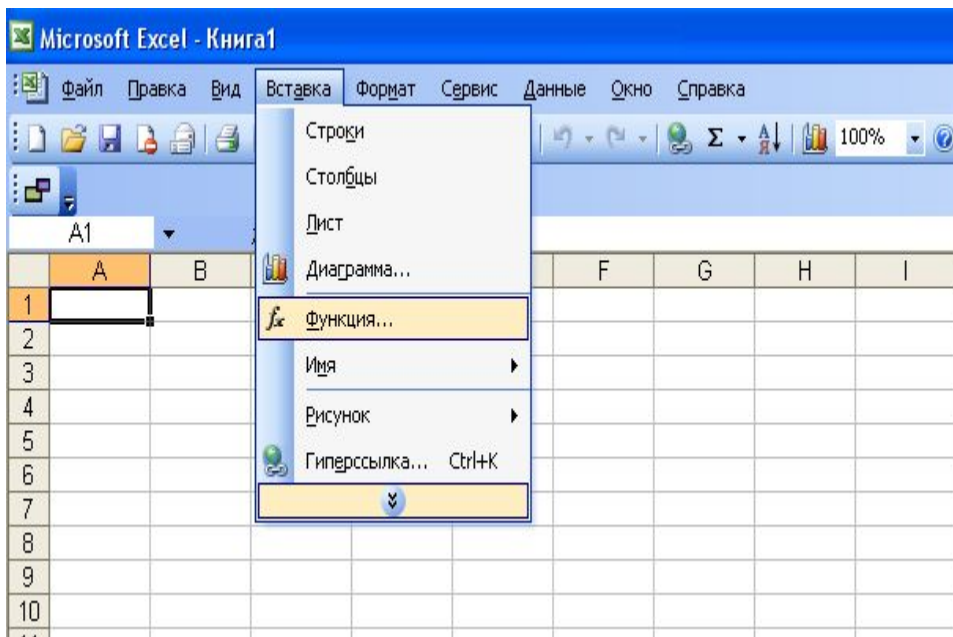 Microsoft Excel - Книга1
Файл Правка Вид Вставка Формат Сервис Данные Окно Справка
Σ А Я 100%
Строки
Столбцы
Лист
Диаграмма...
fx Функция...
Имя
Рисунок
Гиперссылка... Ctrl+K
A1
A B F G H I
1
2
3
4
5
6
7
8
9
10